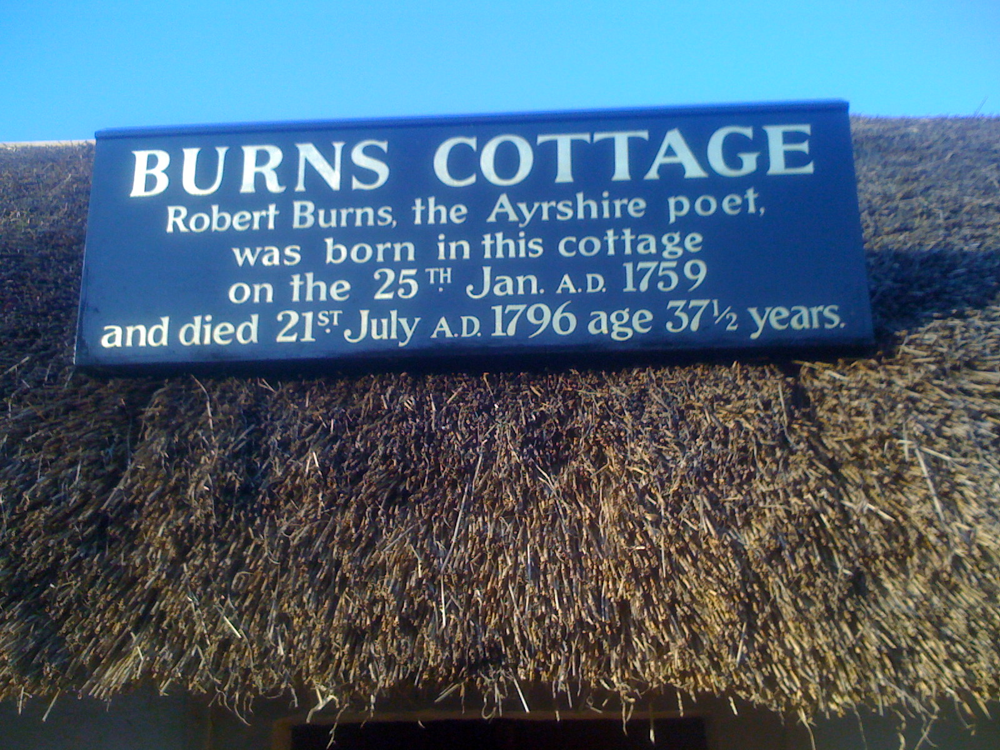 BURNS COTTAGE
Robert Burns, the Ayrshire poet,
was born in this cottage
on the 25TH Jan. A.D. 1759
and died 21ST July A.D. 1796 age 37½ years.